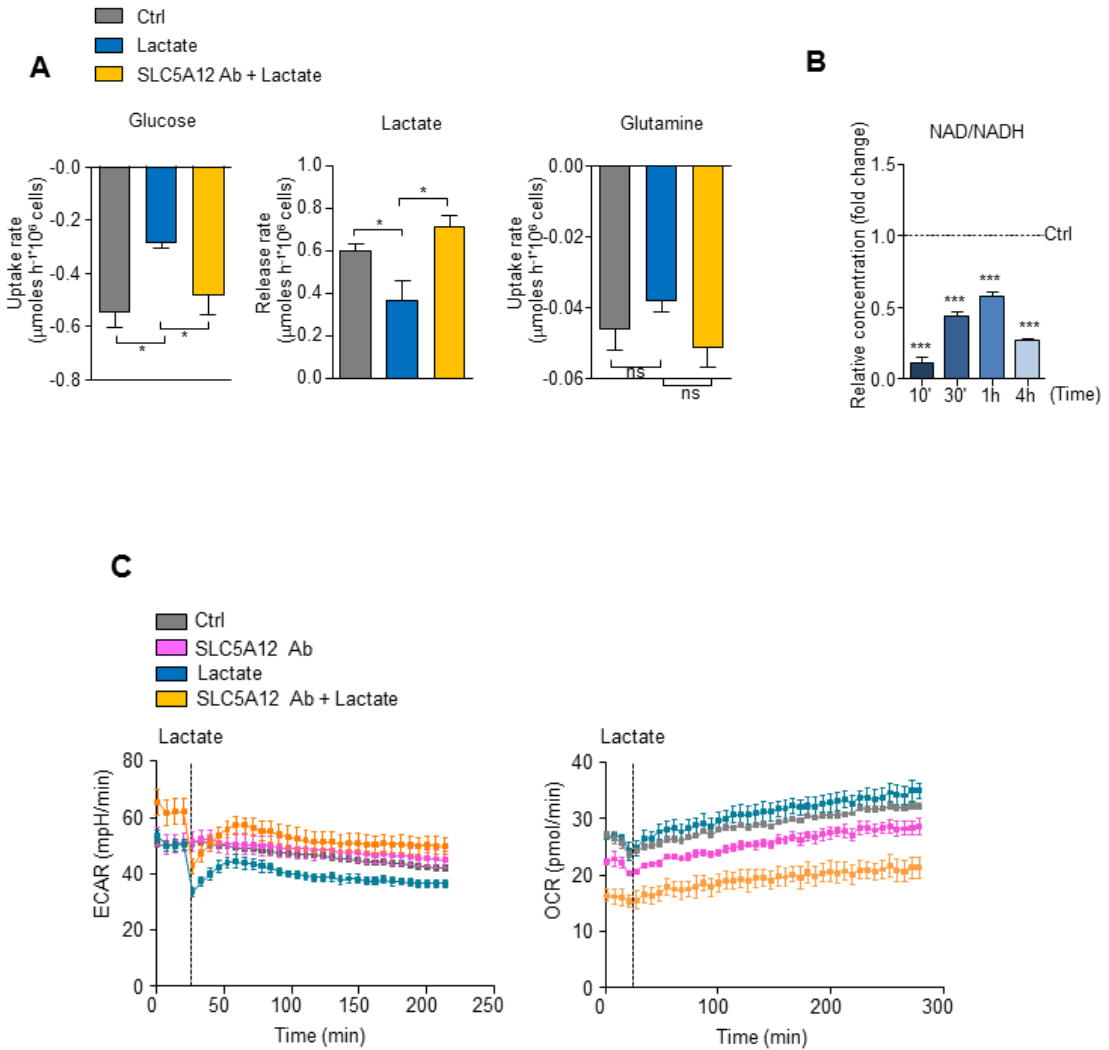 Ctrl
Lactate
SLC5A12 Ab + Lactate
A
B
Glucose
Uptake rate
(µmoles h⁻¹*10⁶ cells)
-0.0
-0.2
-0.4
-0.6
-0.8
*
*
Lactate
Release rate
(µmoles h⁻¹*10⁶ cells)
1.0
0.8
0.6
0.4
0.2
0.0
*
*
Glutamine
Uptake rate
(µmoles h⁻¹*10⁶ cells)
0.00
-0.02
-0.04
-0.06
ns
ns
NAD/NADH
Relative concentration (fold change)
1.5
1.0
0.5
0.0
Ctrl
***
***
***
***
10' 30' 1h 4h (Time)
C
Ctrl
SLC5A12 Ab
Lactate
SLC5A12 Ab + Lactate
Lactate
ECAR (mpH/min)
80
60
40
20
0
0 50 100 150 200 250
Time (min)
Lactate
OCR (pmol/min)
40
30
20
10
0
0 100 200 300
Time (min)